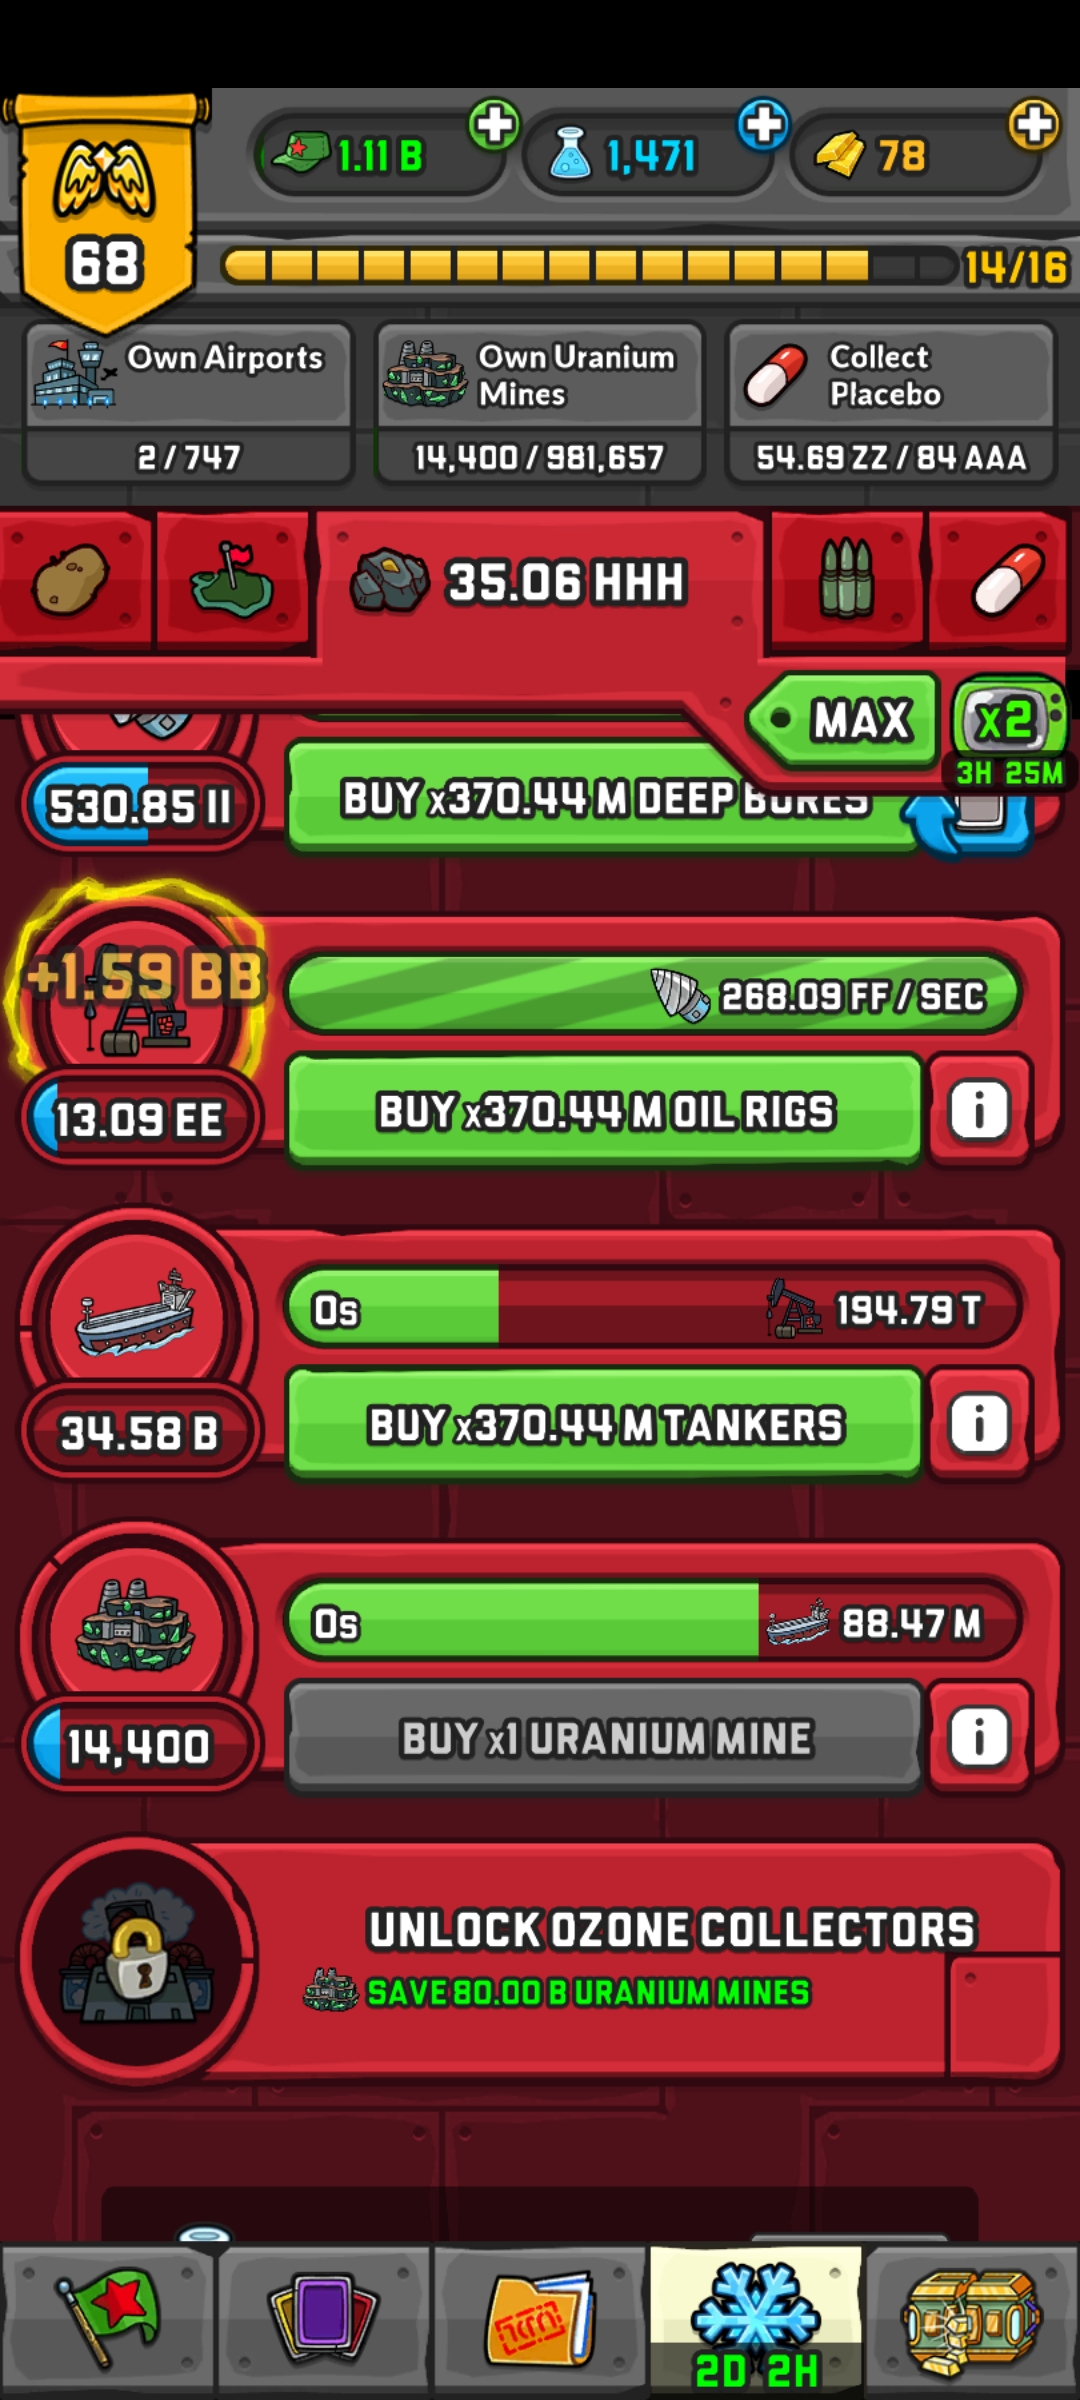 1.11 B
1,471
78
68
14/16
Own Airports
2 / 747
Own Uranium
Mines
14,400 / 981,657
Collect
Placebo
54.69 ZZ / 84 AAA
35.06 HHH
MAX
x2
3H 25M
530.85 II
BUY x370.44 M DEEP BORES
+1.59 BB
268.09 FF / SEC
13.09 EE
BUY x370.44 M OIL RIGS
i
0s
194.79 T
34.58 B
BUY x370.44 M TANKERS
i
0s
88.47 M
14,400
BUY x1 URANIUM MINE
i
UNLOCK OZONE COLLECTORS
SAVE 80.00 B URANIUM MINES
2D 2H